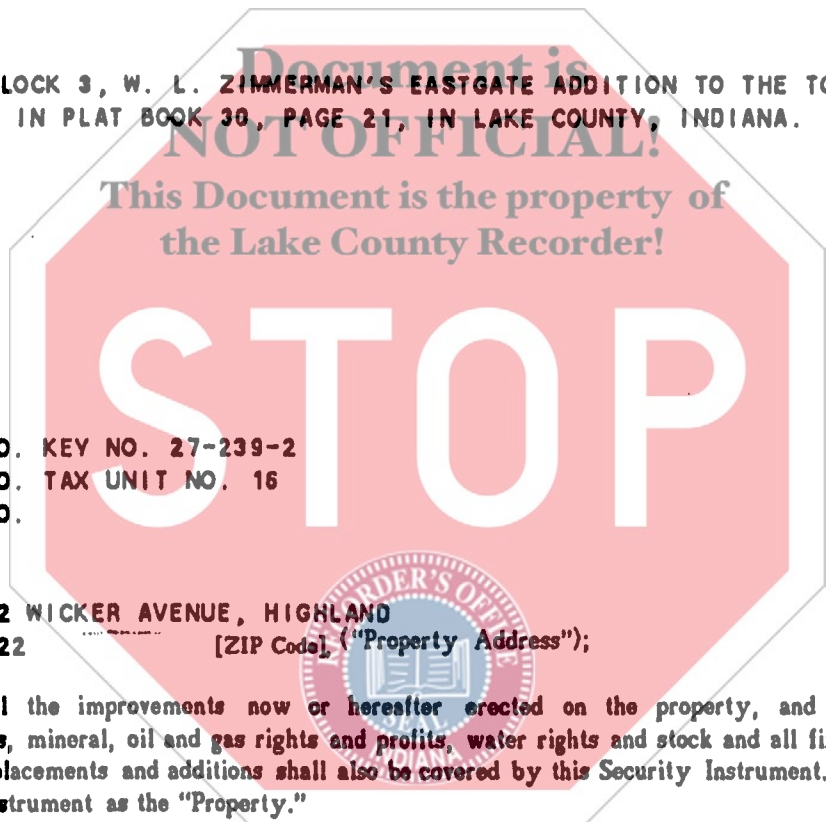 Document is
LOCK 3, W. L. ZIMMERMAN'S EASTGATE ADDITION TO THE TO
IN PLAT BOOK 30, PAGE 21, IN LAKE COUNTY, INDIANA.
NOT OFFICIAL!
This Document is the property of
the Lake County Recorder!
STOP
O. KEY NO. 27-239-2
O. TAX UNIT NO. 16
O.
RECORDER'S OFFICE
2 WICKER AVENUE, HIGHLAND
22 [ZIP Code], ("Property Address");
SEAL
INDIANA
l the improvements now or hereafter erected on the property, and
s, mineral, oil and gas rights and profits, water rights and stock and all fi
lacements and additions shall also be covered by this Security Instrument.
strument as the "Property."